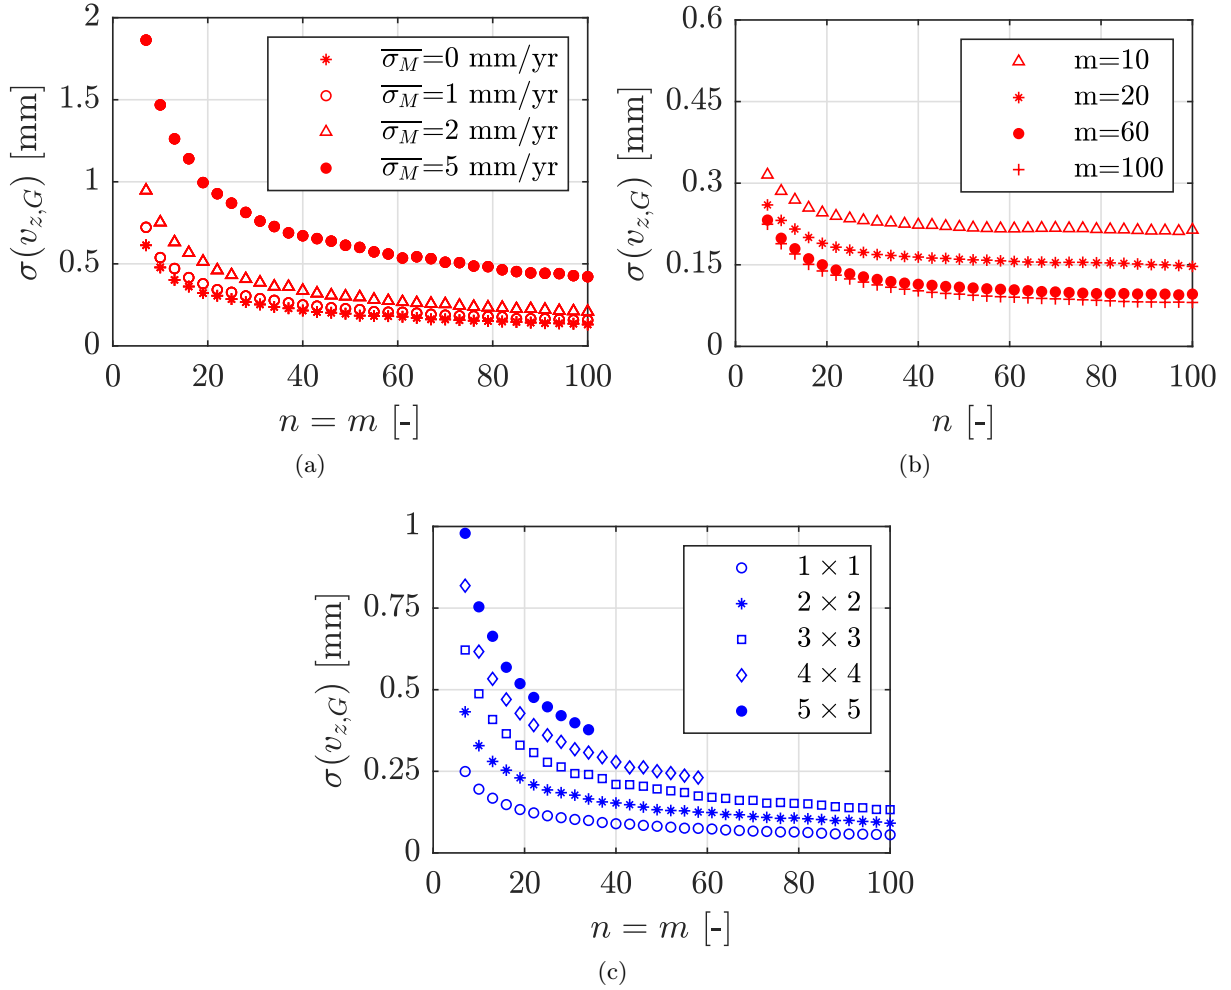 2
1.5
1
0.5
0
0 20 40 60 80 100
σ(v_{z,G}) [mm]
n = m [-]
\overline{σ_M}=0 mm/yr
\overline{σ_M}=1 mm/yr
\overline{σ_M}=2 mm/yr
\overline{σ_M}=5 mm/yr
(a)
0.6
0.45
0.3
0.15
0
0 20 40 60 80 100
σ(v_{z,G}) [mm]
n [-]
m=10
m=20
m=60
m=100
(b)
1
0.75
0.5
0.25
0
0 20 40 60 80 100
σ(v_{z,G}) [mm]
n = m [-]
1 × 1
2 × 2
3 × 3
4 × 4
5 × 5
(c)